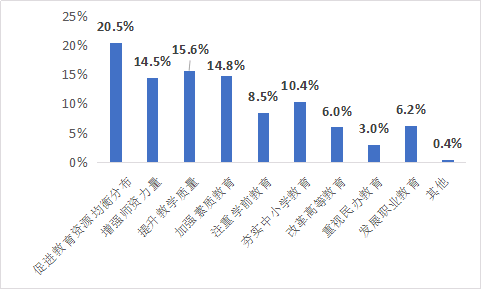 25%
20%
15%
10%
5%
0%
20.5%
14.5%
15.6%
14.8%
8.5%
10.4%
6.0%
3.0%
6.2%
0.4%
促进教育资源均衡分布
增强师资力量
提升教学质量
加强素质教育
注重学前教育
夯实中小学教育
改革高等教育
重视民办教育
发展职业教育
其他